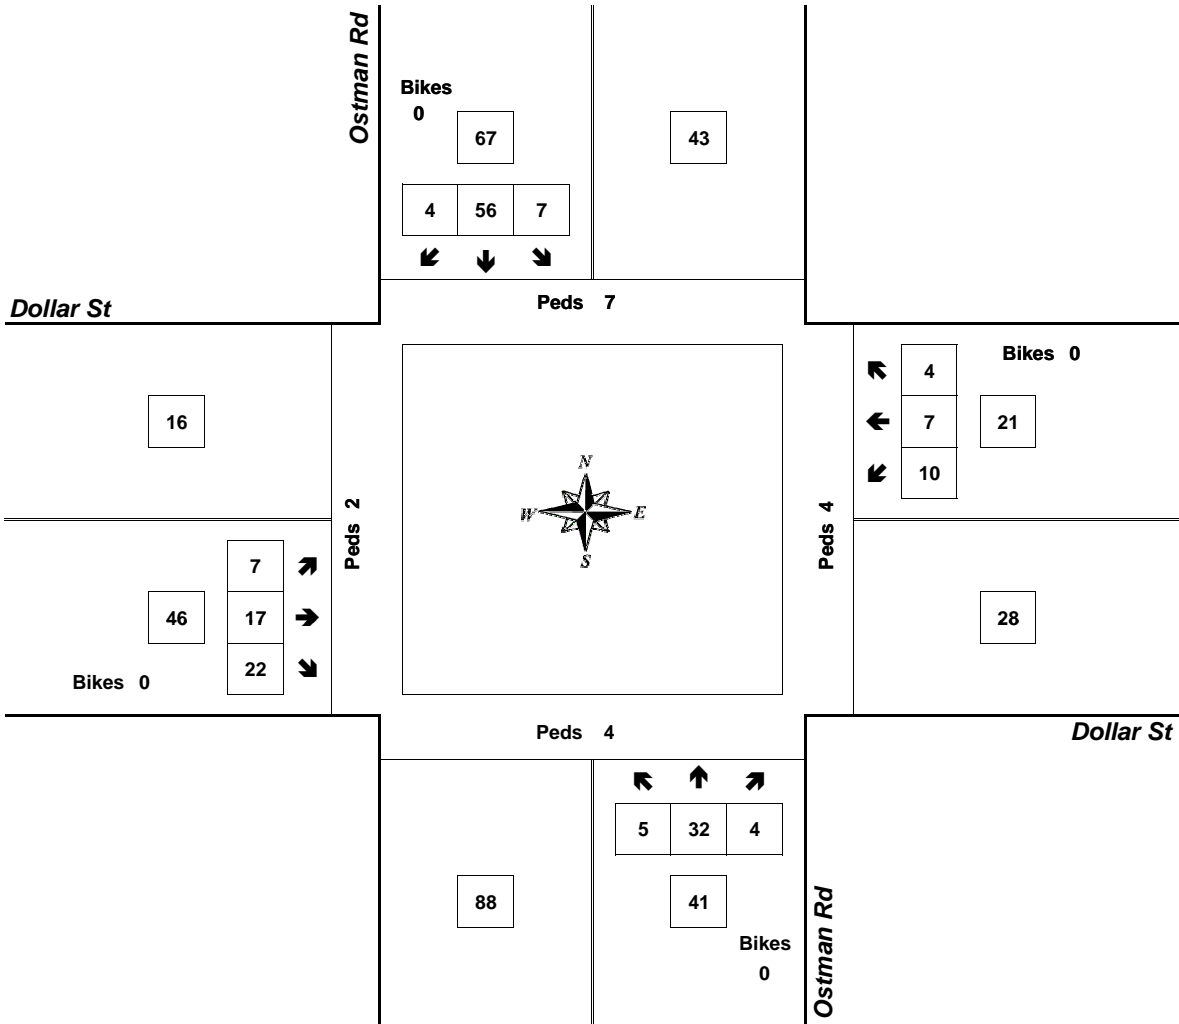 Ostman Rd
Bikes
0
67
43
4 56 7
Peds 7
Dollar St
Bikes 0
4
16
7 21
10
N
W E
S
Peds 2
Peds 4
7
46 17
28
22
Bikes 0
Peds 4
Dollar St
5 32 4
88
41
Bikes
0
Ostman Rd